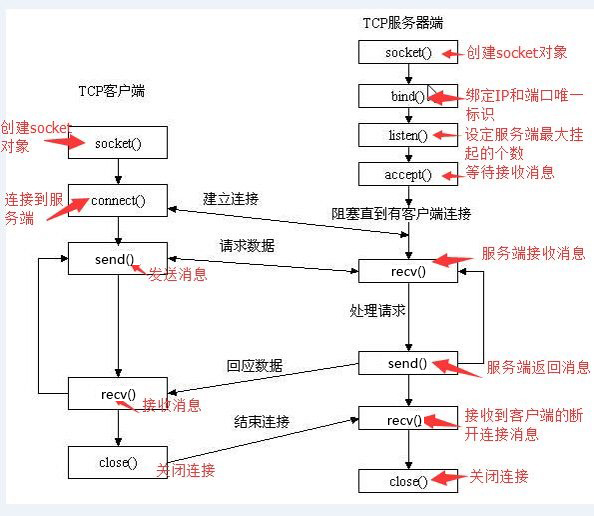 TCP服务器端
socket()
创建socket对象
bind()
绑定IP和端口唯一
标识
listen()
设定服务端最大挂
起的个数
accept()
等待接收消息
阻塞直到有客户端连接
TCP客户端
创建socket
对象
socket()
连接到服
务端
connect()
建立连接
send()
发送消息
请求数据
recv()
服务端接收消息
处理请求
send()
服务端返回消息
回应数据
recv()
接收消息
结束连接
recv()
接收到客户端的断
开连接消息
close()
关闭连接
close()
关闭连接